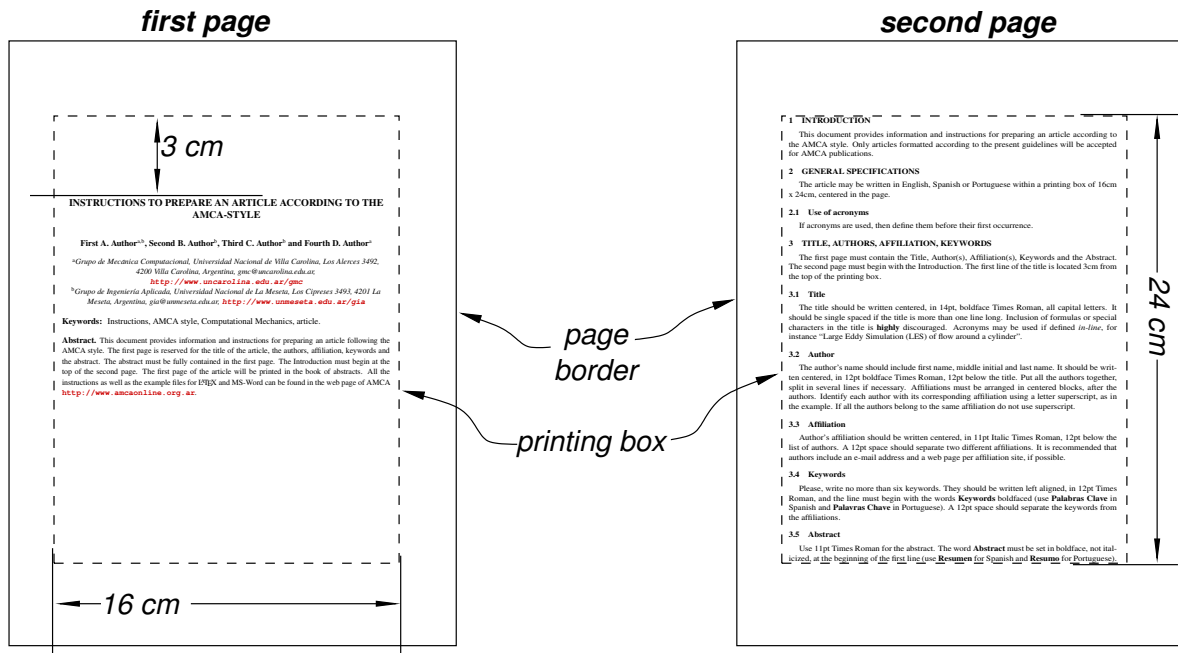 first page
3 cm
INSTRUCTIONS TO PREPARE AN ARTICLE ACCORDING TO THE
AMCA-STYLE
First A. Authorᵃ,ᵇ, Second B. Authorᵇ, Third C. Authorᵇ and Fourth D. Authorᵃ
ᵃGrupo de Mecánica Computacional, Universidad Nacional de Villa Carolina, Los Alerces 3492,
4200 Villa Carolina, Argentina, gmc@uncarolina.edu.ar,
http://www.uncarolina.edu.ar/gmc
ᵇGrupo de Ingeniería Aplicada, Universidad Nacional de La Meseta, Los Cipreses 3493, 4201 La
Meseta, Argentina, gia@unmeseta.edu.ar, http://www.unmeseta.edu.ar/gia
Keywords: Instructions, AMCA style, Computational Mechanics, article.
Abstract. This document provides information and instructions for preparing an article following the
AMCA style. The first page is reserved for the title of the article, the authors, affiliation, keywords and
the abstract. The abstract must be fully contained in the first page. The Introduction must begin at the
top of the second page. The first page of the article will be printed in the book of abstracts. All the
instructions as well as the example files for LATEX and MS-Word can be found in the web page of AMCA
http://www.amcaonline.org.ar.
16 cm
page
border
printing box
second page
1 INTRODUCTION
This document provides information and instructions for preparing an article according to
the AMCA style. Only articles formatted according to the present guidelines will be accepted
for AMCA publications.
2 GENERAL SPECIFICATIONS
The article may be written in English, Spanish or Portuguese within a printing box of 16cm
x 24cm, centered in the page.
2.1 Use of acronyms
If acronyms are used, then define them before their first occurrence.
3 TITLE, AUTHORS, AFFILIATION, KEYWORDS
The first page must contain the Title, Author(s), Affiliation(s), Keywords and the Abstract.
The second page must begin with the Introduction. The first line of the title is located 3cm from
the top of the printing box.
3.1 Title
The title should be written centered, in 14pt, boldface Times Roman, all capital letters. It
should be single spaced if the title is more than one line long. Inclusion of formulas or special
characters in the title is highly discouraged. Acronyms may be used if defined in-line, for
instance “Large Eddy Simulation (LES) of flow around a cylinder”.
3.2 Author
The author's name should include first name, middle initial and last name. It should be writ-
ten centered, in 12pt boldface Times Roman, 12pt below the title. Put all the authors together,
split in several lines if necessary. Affiliations must be arranged in centered blocks, after the
authors. Identify each author with its corresponding affiliation using a letter superscript, as in
the example. If all the authors belong to the same affiliation do not use superscript.
3.3 Affiliation
Author's affiliation should be written centered, in 11pt Italic Times Roman, 12pt below the
list of authors. A 12pt space should separate two different affiliations. It is recommended that
authors include an e-mail address and a web page per affiliation site, if possible.
3.4 Keywords
Please, write no more than six keywords. They should be written left aligned, in 12pt Times
Roman, and the line must begin with the words Keywords boldfaced (use Palabras Clave in
Spanish and Palavras Chave in Portuguese). A 12pt space should separate the keywords from
the affiliations.
3.5 Abstract
Use 11pt Times Roman for the abstract. The word Abstract must be set in boldface, not ital-
icized, at the beginning of the first line (use Resumen for Spanish and Resumo for Portuguese).
24 cm